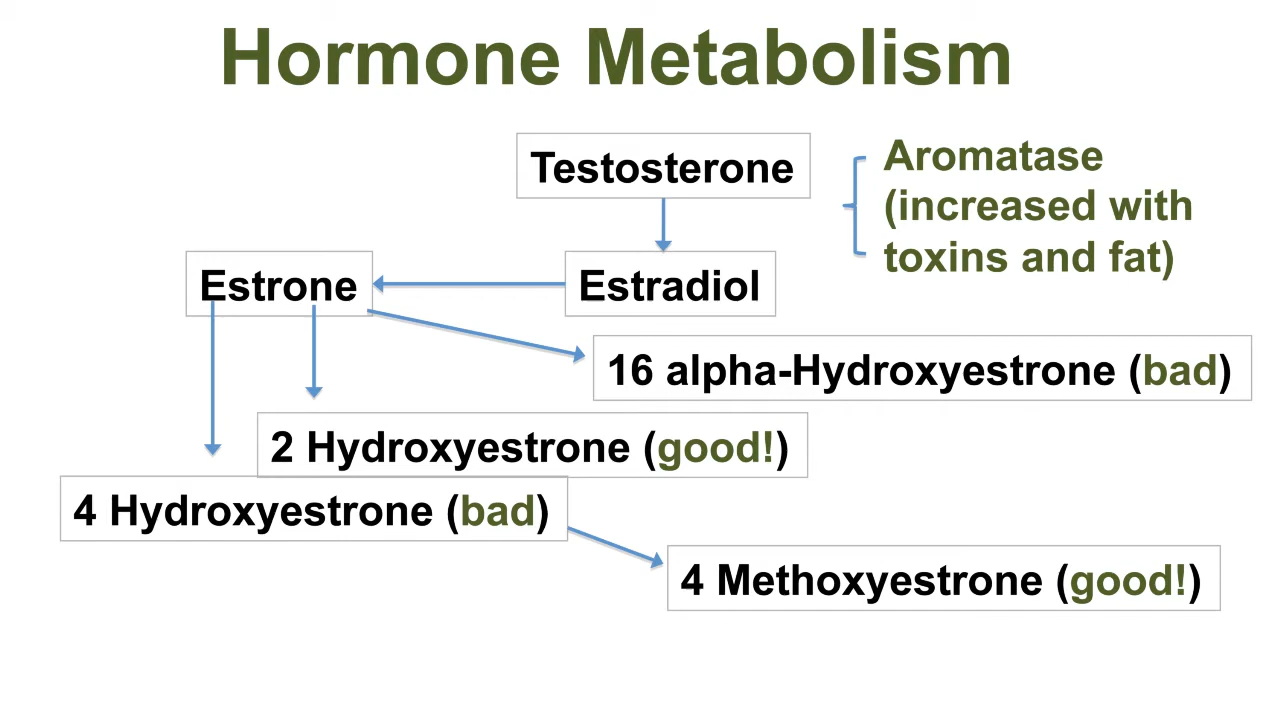 Hormone Metabolism
Testosterone
Aromatase
(increased with
toxins and fat)
Estrone
Estradiol
16 alpha-Hydroxyestrone (bad)
2 Hydroxyestrone (good!)
4 Hydroxyestrone (bad)
4 Methoxyestrone (good!)